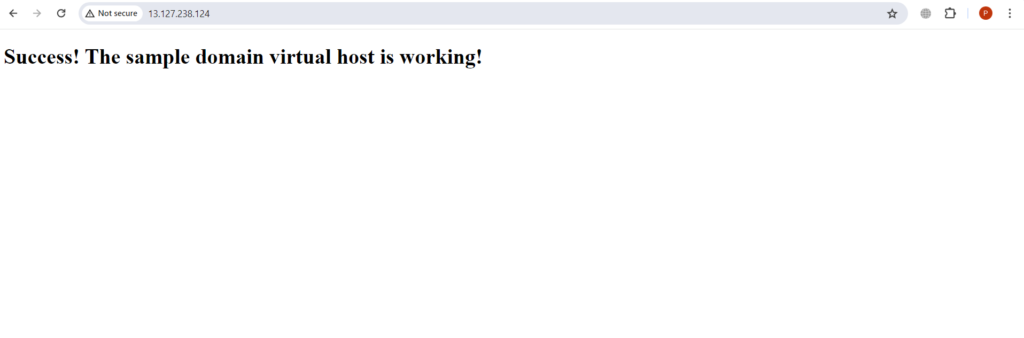 Not secure 13.127.238.124
P
Success! The sample domain virtual host is working!